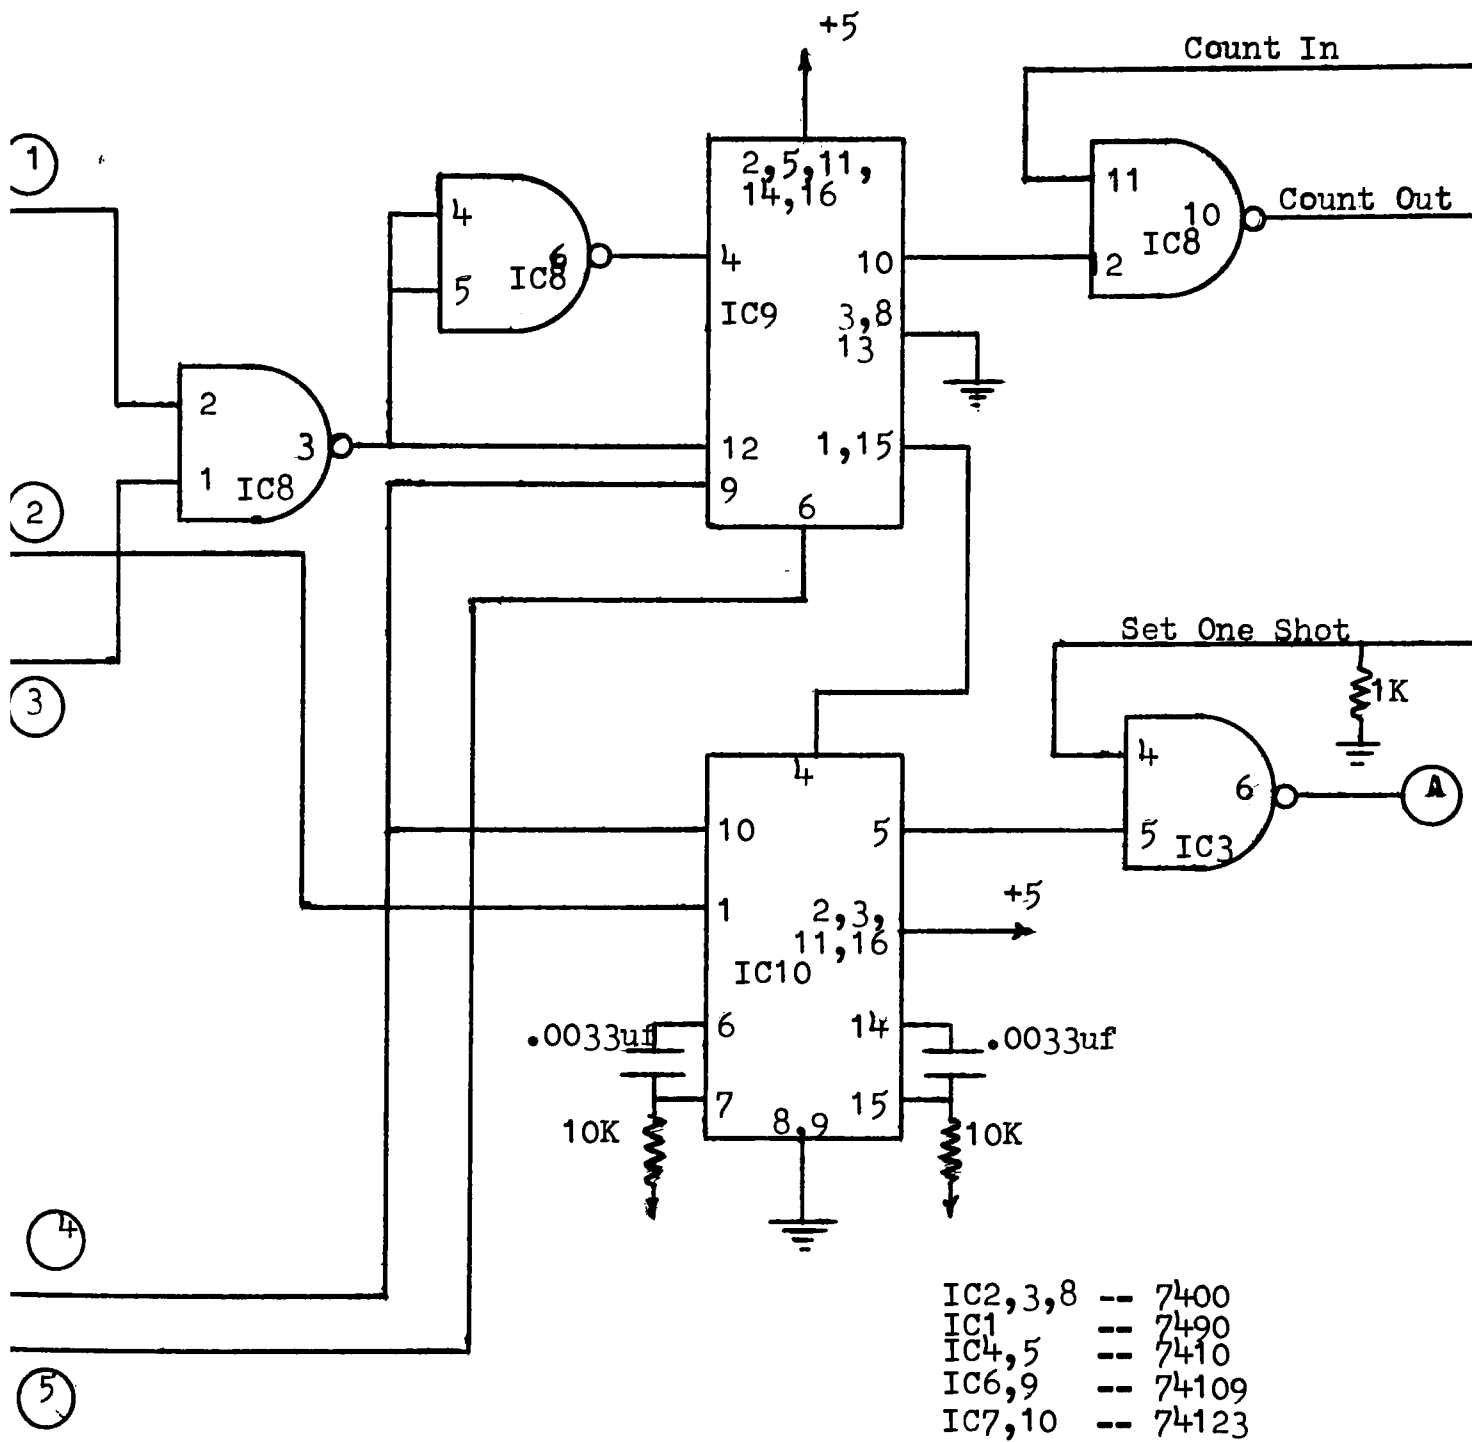 +5
Count In
1
2,5,11,
14,16
11
10
Count Out
IC8
2
4
5
6
IC8
4
IC9
10
3,8
13
2
3
1
IC8
12
1,15
9
6
2
Set One Shot
1K
3
4
10
5
4
6
A
5
IC3
+5
1
2,3,
11,16
IC10
.0033uf
6
14
.0033uf
7
15
10K
8,9
10K
4
5
IC2,3,8 -- 7400
IC1 -- 7490
IC4,5 -- 7410
IC6,9 -- 74109
IC7,10 -- 74123